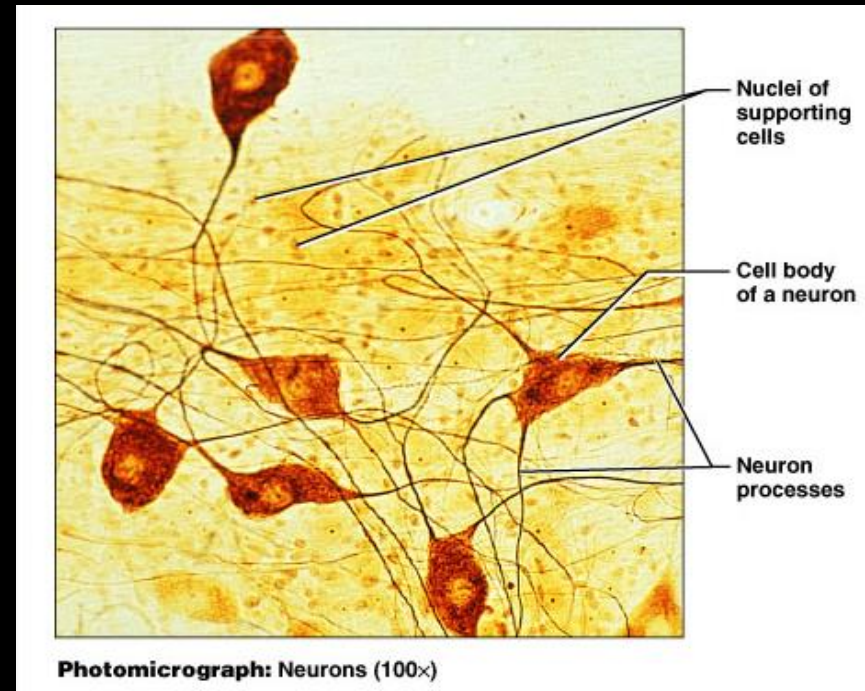 Nuclei of
supporting
cells
Cell body
of a neuron
Neuron
processes
Photomicrograph: Neurons (100×)